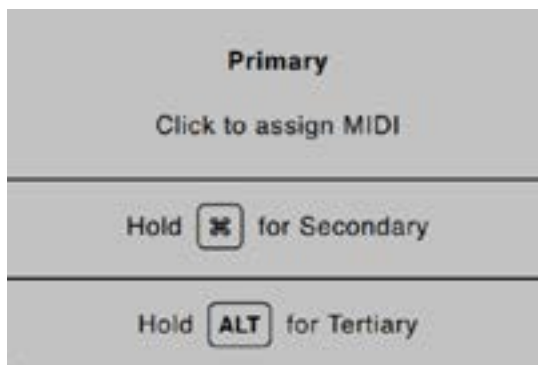 Primary
Click to assign MIDI
Hold ⌘ for Secondary
Hold ALT for Tertiary